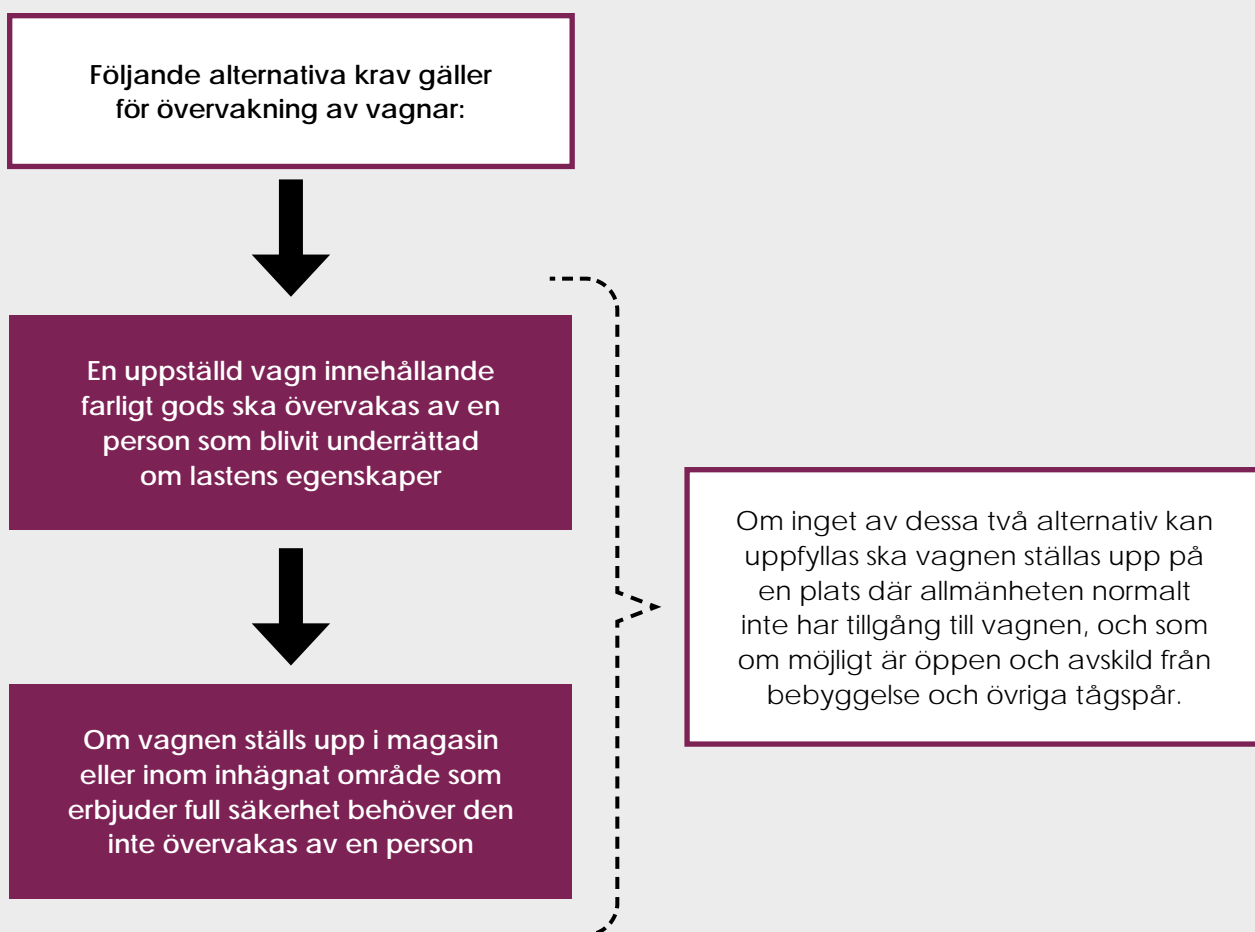 Följande alternativa krav gäller
för övervakning av vagnar:
En uppställd vagn innehållande
farligt gods ska övervakas av en
person som blivit underrättad
om lastens egenskaper
Om vagnen ställs upp i magasin
eller inom inhägnat område som
erbjuder full säkerhet behöver den
inte övervakas av en person
Om inget av dessa två alternativ kan
uppfyllas ska vagnen ställas upp på
en plats där allmänheten normalt
inte har tillgång till vagnen, och som
om möjligt är öppen och avskild från
bebyggelse och övriga tågspår.